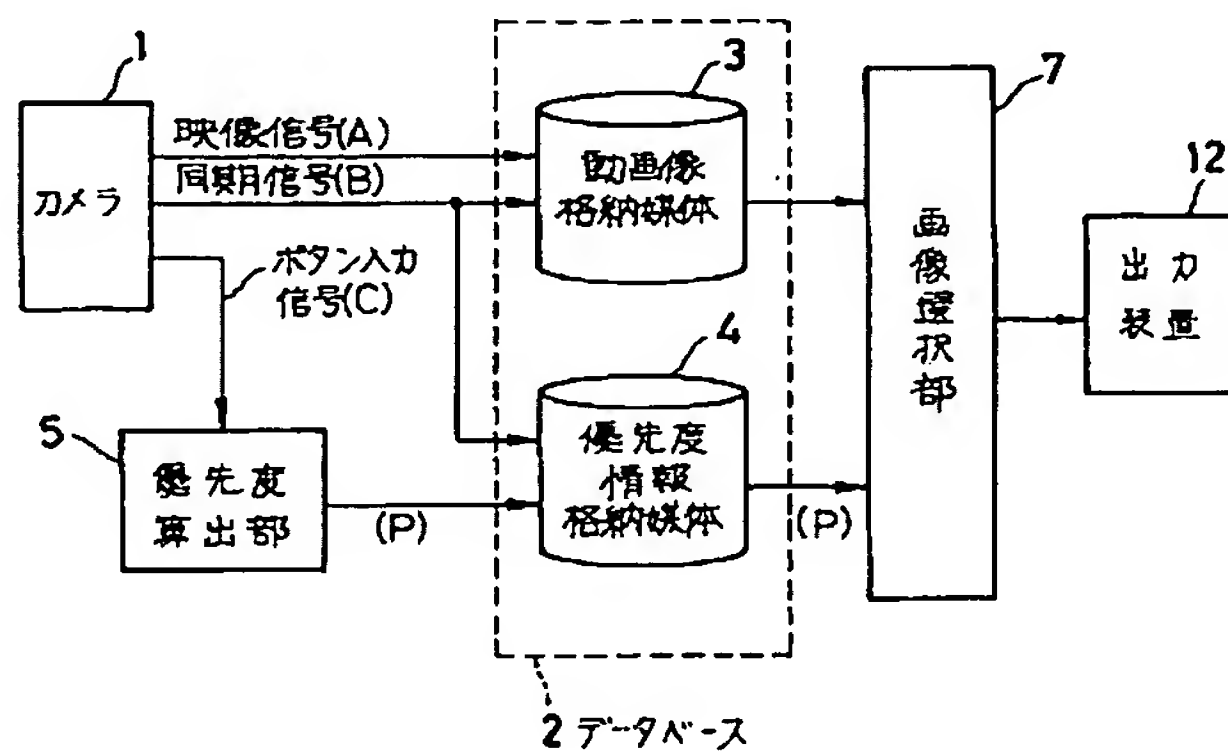 1
カメラ
映像信号(A)
同期信号(B)
ボタン入力
信号(C)
3
動画像
格納媒体
7
画
像
選
択
部
12
出力
装置
4
優先度
情報
格納媒体
5
優先度
算出部
(P)
(P)
2 データベース